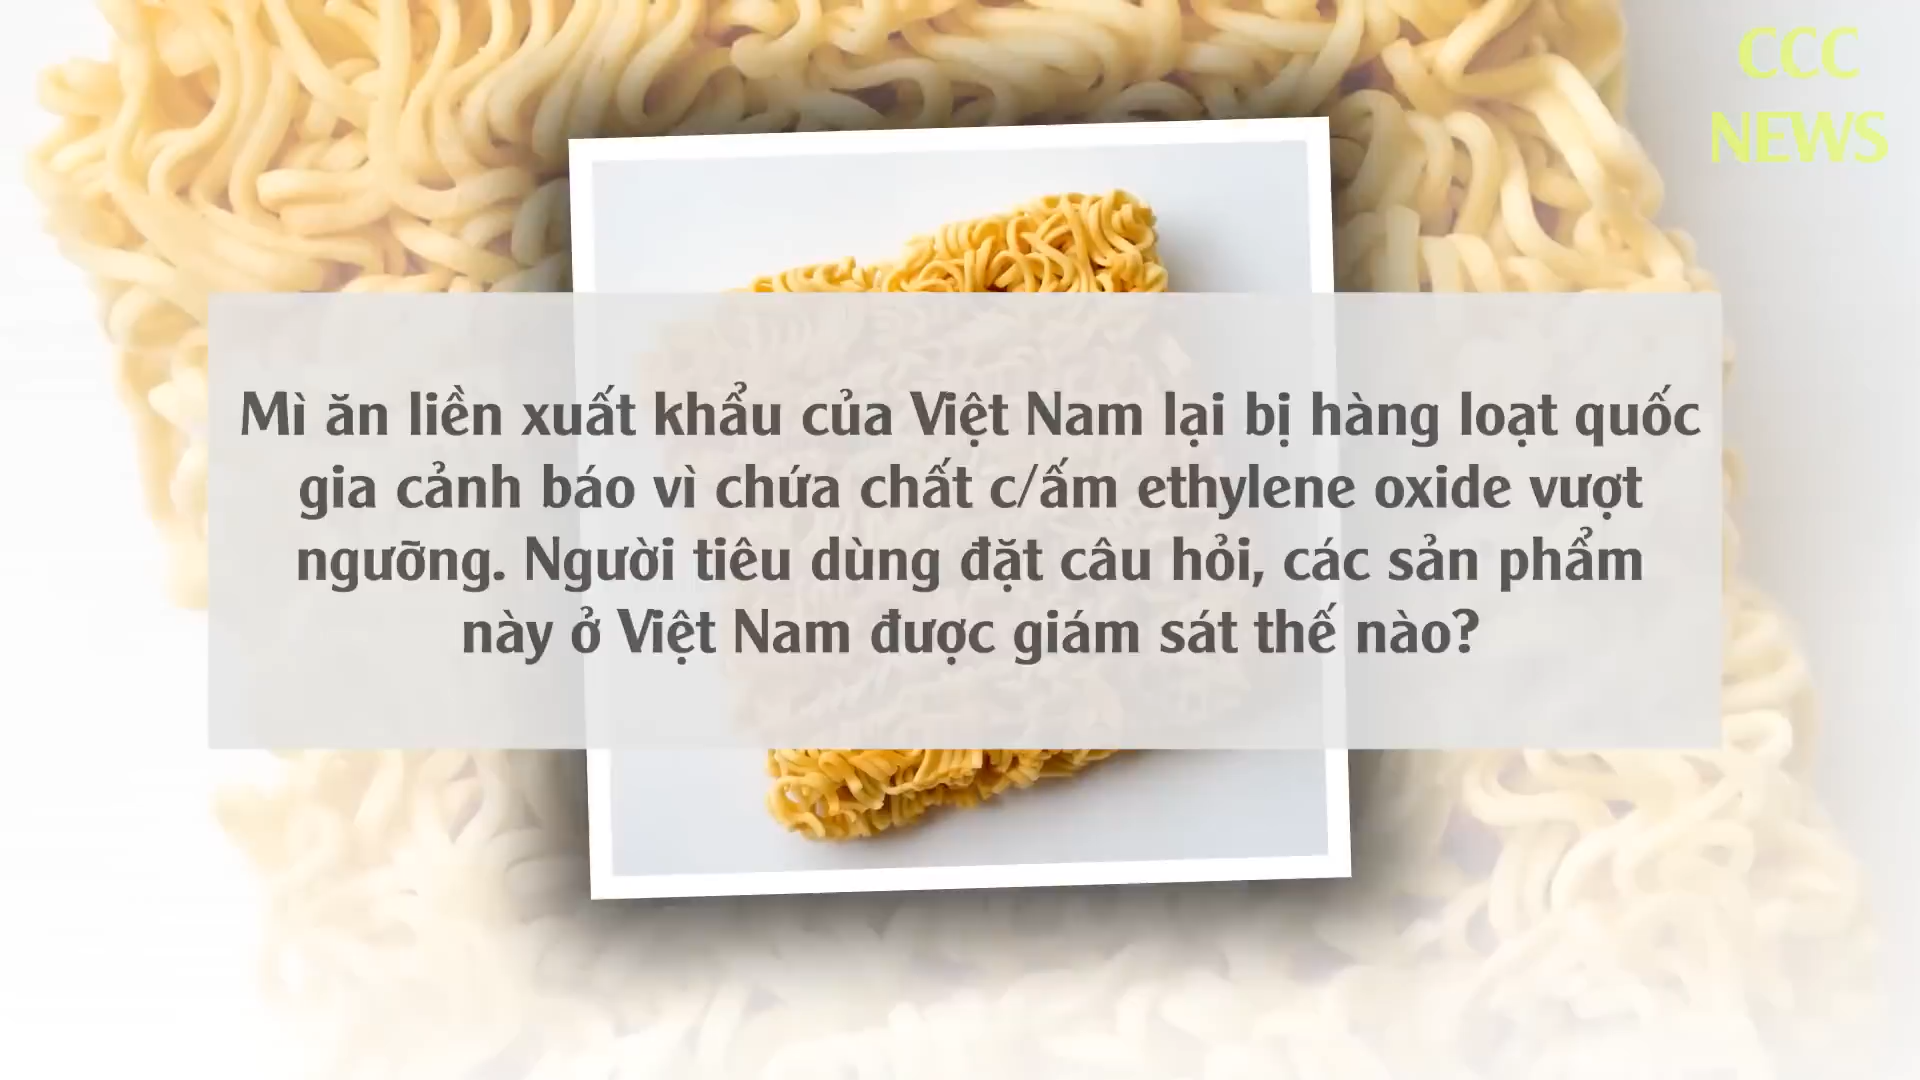 CCC
NEWS
Mì ăn liền xuất khẩu của Việt Nam lại bị hàng loạt quốc
gia cảnh báo vì chứa chất c/ấm ethylene oxide vượt
ngưỡng. Người tiêu dùng đặt câu hỏi, các sản phẩm
này ở Việt Nam được giám sát thế nào?